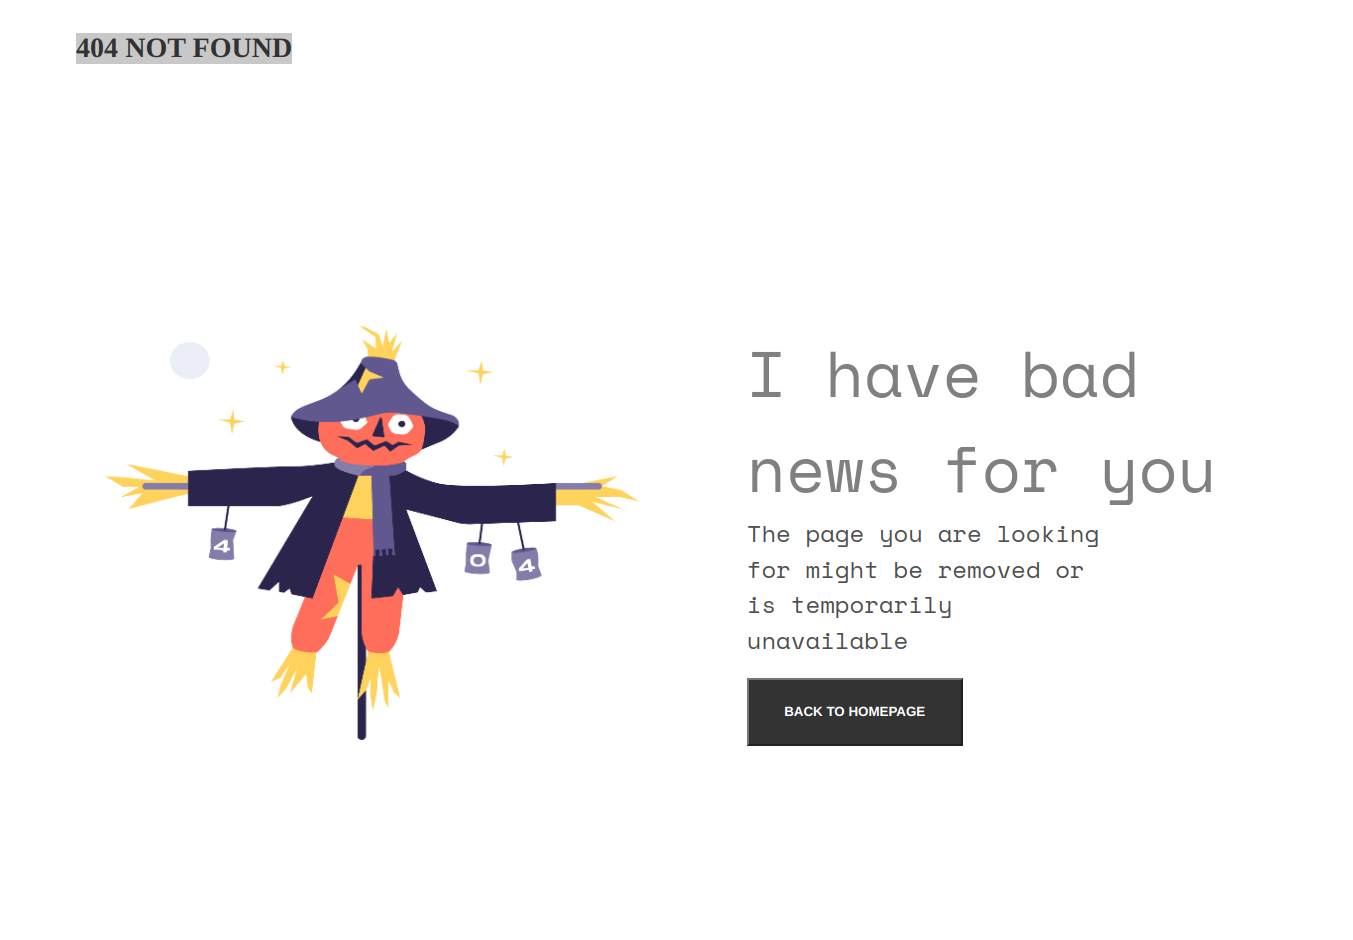 404 NOT FOUND
I have bad
news for you
4
0
4
The page you are looking
for might be removed or
is temporarily
unavailable
BACK TO HOMEPAGE